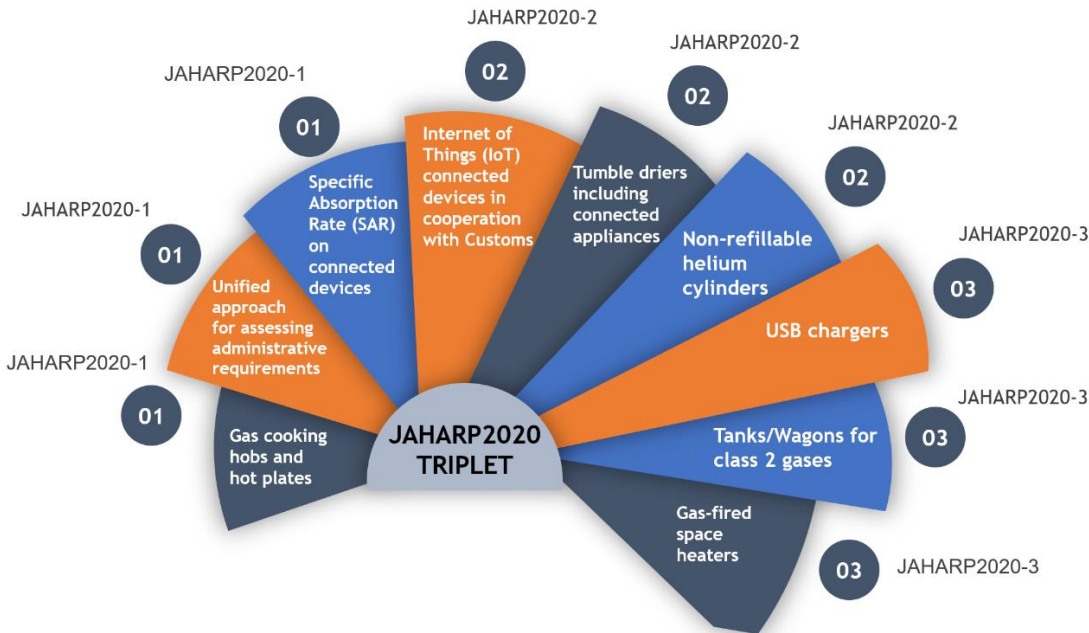 JAHARP2020-1
01
Gas cooking
hobs and
hot plates
JAHARP2020-1
01
Unified
approach
for assessing
administrative
requirements
JAHARP2020-1
01
Specific
Absorption
Rate (SAR)
on
connected
devices
JAHARP2020-2
02
Internet of
Things (IoT)
connected
devices in
cooperation
with Customs
JAHARP2020-2
02
Tumble driers
including
connected
appliances
JAHARP2020-2
02
Non-refillable
helium
cylinders
JAHARP2020-3
03
USB chargers
JAHARP2020-3
03
Tanks/Wagons for
class 2 gases
JAHARP2020-3
03
Gas-fired
space
heaters
JAHARP2020
TRIPLET